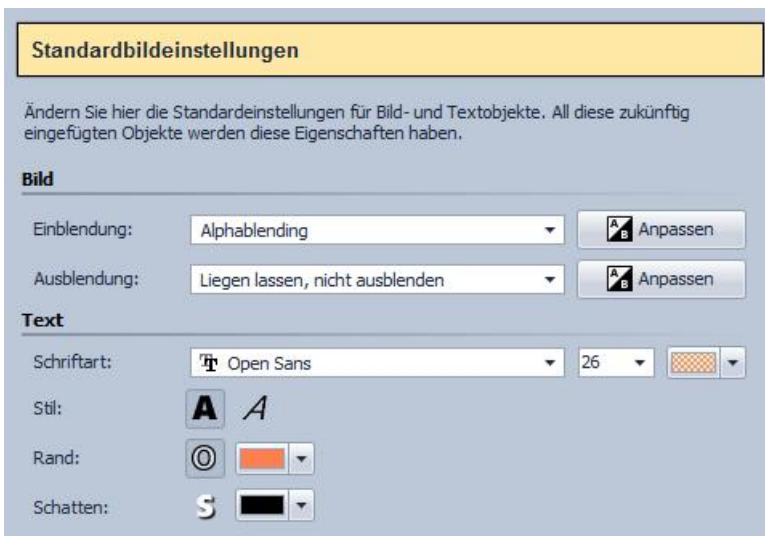 Standardbildeinstellungen
Ändern Sie hier die Standardeinstellungen für Bild- und Textobjekte. All diese zukünftig
eingefügten Objekte werden diese Eigenschaften haben.
Bild
Einblendung: Alphablending A B Anpassen
Ausblendung: Liegen lassen, nicht ausblenden A B Anpassen
Text
Schriftart: T Open Sans 26
Stil: A A
Rand: O
Schatten: S